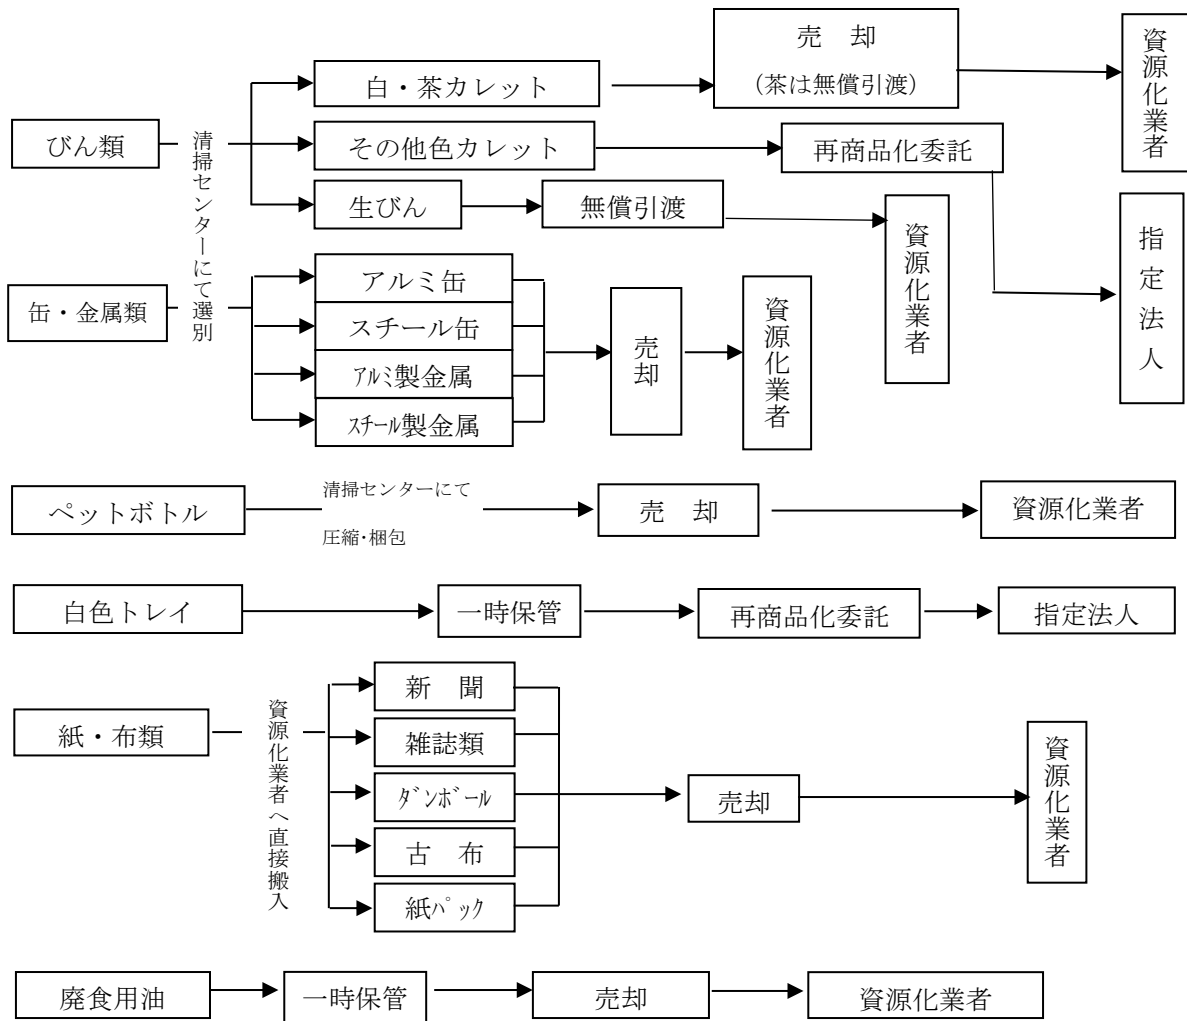 びん類
清掃センターにて選別
白・茶カレット
売　却
(茶は無償引渡)
資源化業者
その他色カレット
再商品化委託
指定法人
生びん
無償引渡
資源化業者
缶・金属類
アルミ缶
スチール缶
ｱﾙﾐ製金属
ｽﾁｰﾙ製金属
売却
資源化業者
ペットボトル
清掃センターにて
圧縮・梱包
売　却
資源化業者
白色トレイ
一時保管
再商品化委託
指定法人
紙・布類
資源化業者へ直接搬入
新　聞
雑誌類
ﾀﾞﾝﾎﾞｰﾙ
古　布
紙ﾊﾟｯｸ
売却
資源化業者
廃食用油
一時保管
売却
資源化業者